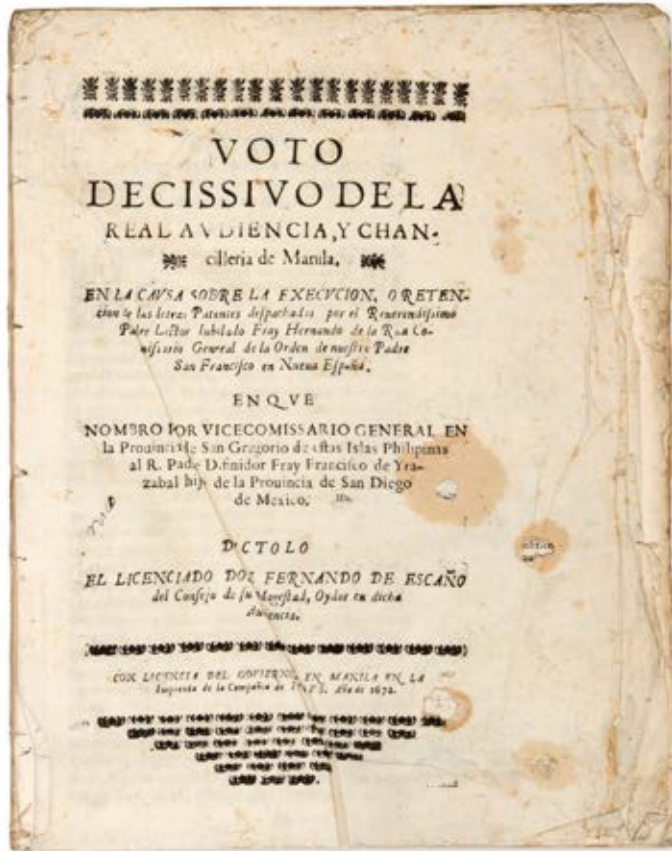 VOTO
DECISSIVO DE LA
REAL AVDIENCIA, Y CHAN-
cilleria de Manila.
EN LA CAVSA SOBRE LA EXECVCION, O RETEN-
cion de las letras Patentes despachadas por el Reuerendissimo
Padre Lector Iubilado Fray Hernando de la Rua Co-
missario General de la Orden de nuestro Padre
San Francisco en Nueua España.
EN QVE
NOMBRO POR VICECOMISSARIO GENERAL EN
la Prouincia de San Gregorio de estas Islas Philipinas
al R. Padre Difinidor Fray Francisco de Yra-
zabal hijo de la Prouincia de San Diego
de Mexico.
DICTOLO
EL LICENCIADO DON FERNANDO DE ESCAÑO
del Consejo de su Magestad, Oydor en dicha
Audiencia.
CON LICENCIA DEL GOVIERNO, EN MANILA EN LA
Imprenta de la Compañia de IESVS. Año de 1672.